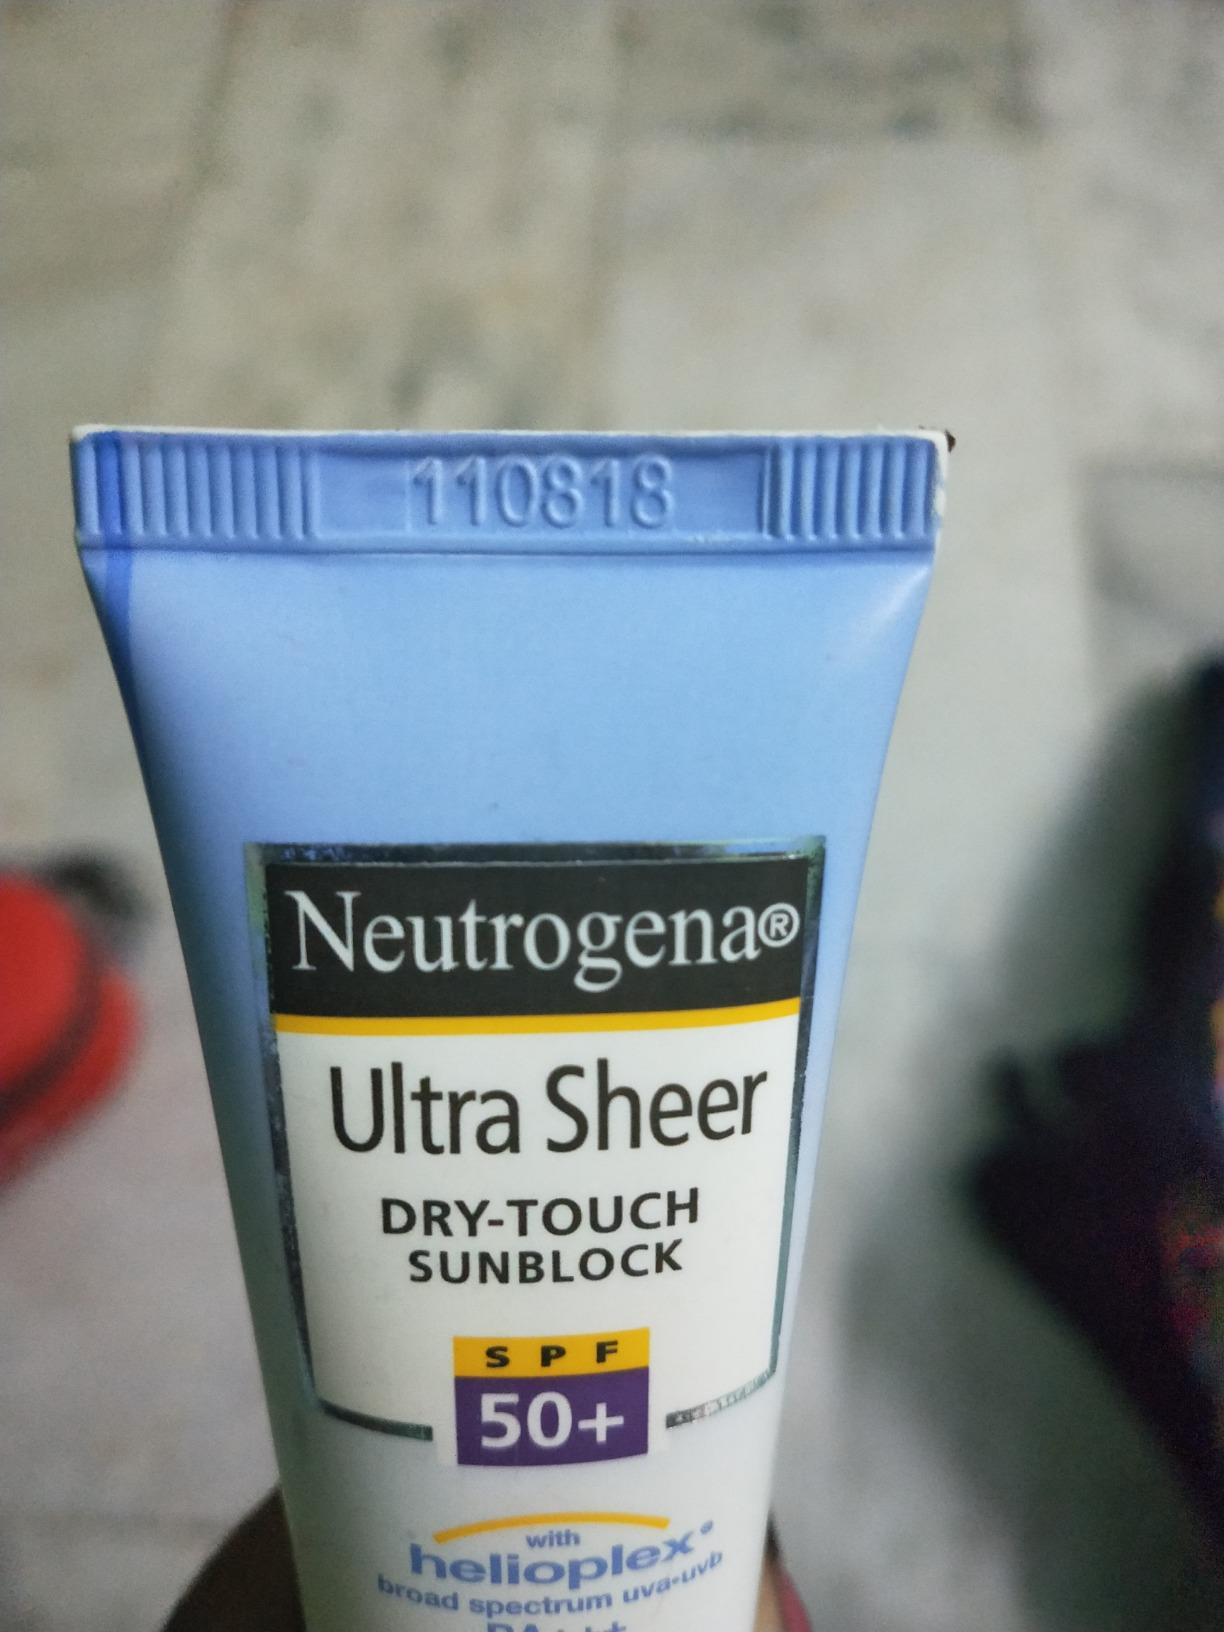 110818
Neutrogena®
Ultra Sheer
DRY-TOUCH
SUNBLOCK
SPF
50+
with
helioplex®
broad spectrum uva•uvb